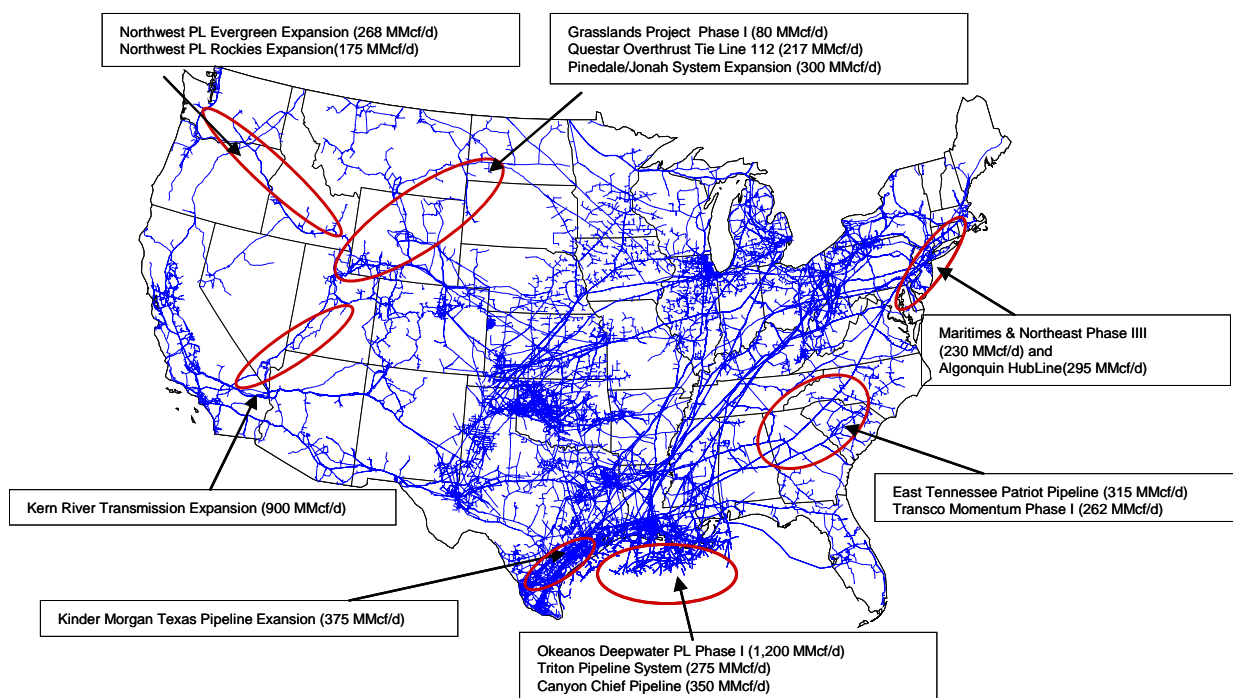 Northwest PL Evergreen Expansion (268 MMcf/d)
Northwest PL Rockies Expansion(175 MMcf/d)
Grasslands Project  Phase I (80 MMcf/d)
Questar Overthrust Tie Line 112 (217 MMcf/d)
Pinedale/Jonah System Expansion (300 MMcf/d)
Maritimes & Northeast Phase IIII
(230 MMcf/d) and
Algonquin HubLine(295 MMcf/d)
East Tennessee Patriot Pipeline (315 MMcf/d)
Transco Momentum Phase I (262 MMcf/d)
Kern River Transmission Expansion (900 MMcf/d)
Kinder Morgan Texas Pipeline Exansion (375 MMcf/d)
Okeanos Deepwater PL Phase I (1,200 MMcf/d)
Triton Pipeline System (275 MMcf/d)
Canyon Chief Pipeline (350 MMcf/d)